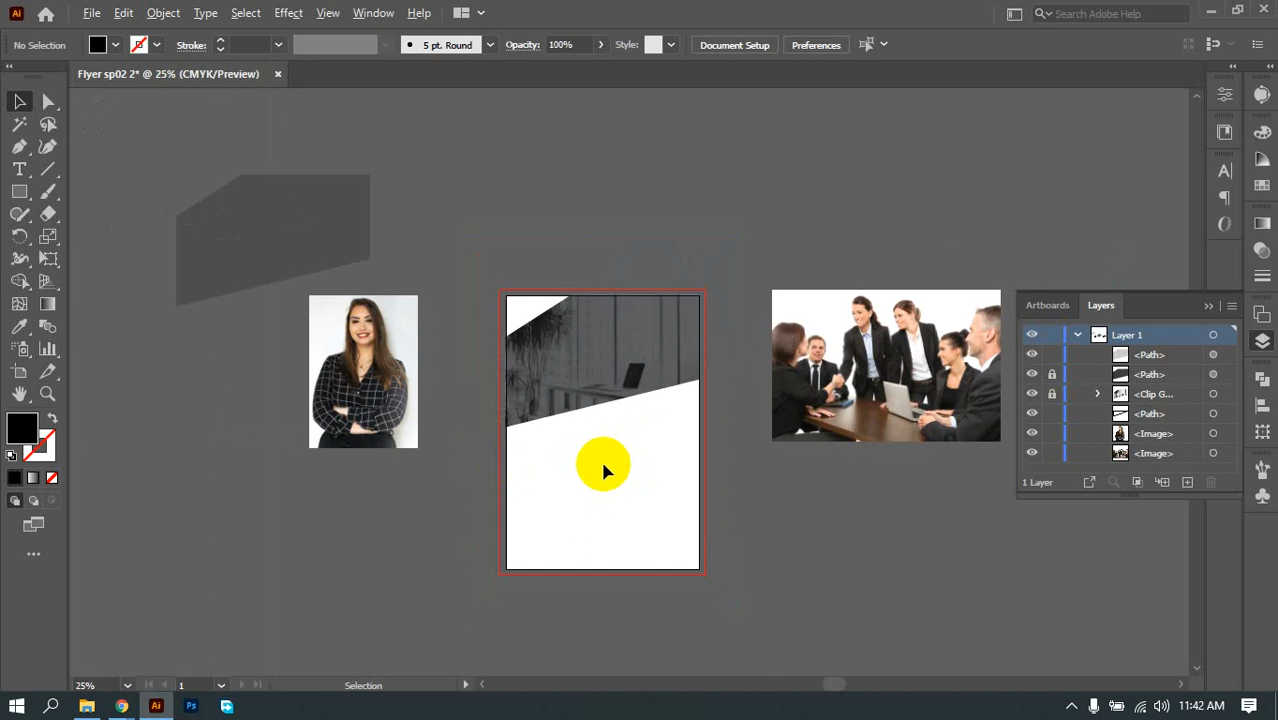 Ai File Edit Object Type Select Effect View Window Help Search Adobe Help
No Selection Stroke: 5 pt. Round Opacity: 100% Style: Document Setup Preferences
Flyer sp02 2* @ 25% (CMYK/Preview)
Artboards Layers
Layer 1
<Path>
<Path>
<Clip G...
<Path>
<Image>
<Image>
1 Layer
25% 1 Selection
Ai Ps 11:42 AM